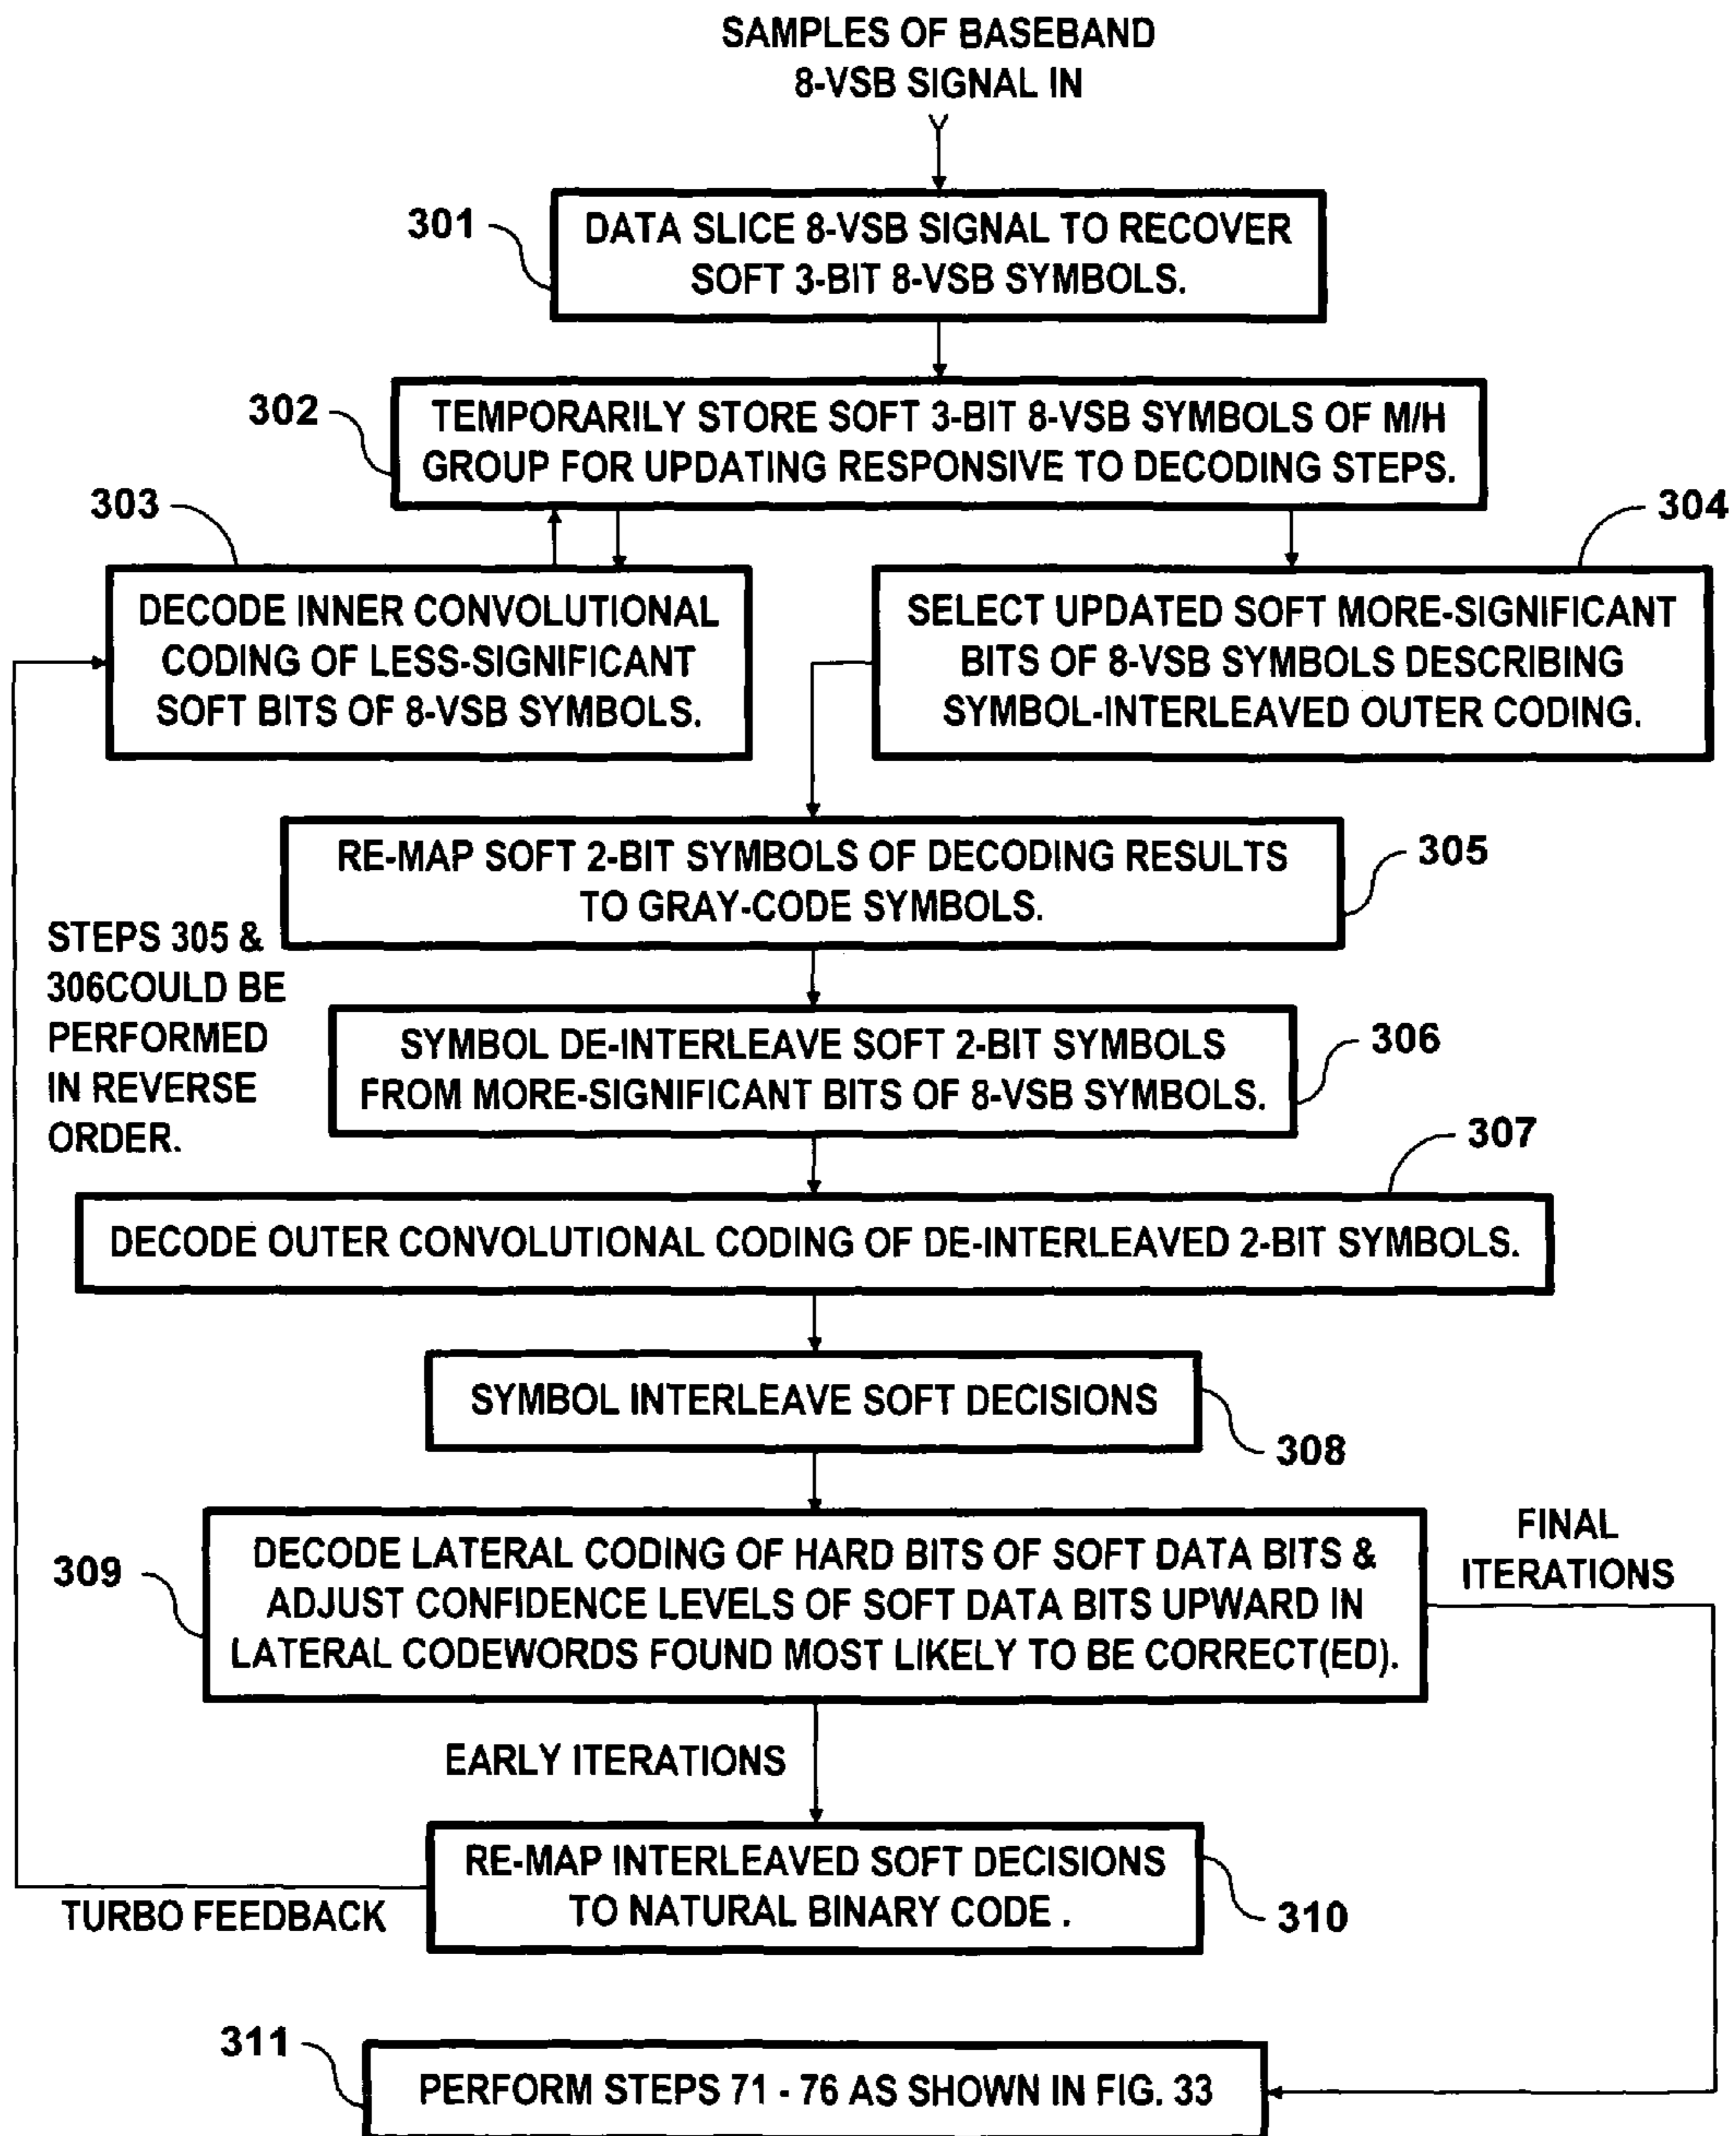 SAMPLES OF BASEBAND
8-VSB SIGNAL IN
301
DATA SLICE 8-VSB SIGNAL TO RECOVER
SOFT 3-BIT 8-VSB SYMBOLS.
302
TEMPORARILY STORE SOFT 3-BIT 8-VSB SYMBOLS OF M/H
GROUP FOR UPDATING RESPONSIVE TO DECODING STEPS.
303
DECODE INNER CONVOLUTIONAL
CODING OF LESS-SIGNIFICANT
SOFT BITS OF 8-VSB SYMBOLS.
304
SELECT UPDATED SOFT MORE-SIGNIFICANT
BITS OF 8-VSB SYMBOLS DESCRIBING
SYMBOL-INTERLEAVED OUTER CODING.
RE-MAP SOFT 2-BIT SYMBOLS OF DECODING RESULTS
TO GRAY-CODE SYMBOLS.
305
STEPS 305 &
306COULD BE
PERFORMED
IN REVERSE
ORDER.
SYMBOL DE-INTERLEAVE SOFT 2-BIT SYMBOLS
FROM MORE-SIGNIFICANT BITS OF 8-VSB SYMBOLS.
306
307
DECODE OUTER CONVOLUTIONAL CODING OF DE-INTERLEAVED 2-BIT SYMBOLS.
SYMBOL INTERLEAVE SOFT DECISIONS
308
309
DECODE LATERAL CODING OF HARD BITS OF SOFT DATA BITS &
ADJUST CONFIDENCE LEVELS OF SOFT DATA BITS UPWARD IN
LATERAL CODEWORDS FOUND MOST LIKELY TO BE CORRECT(ED).
FINAL
ITERATIONS
EARLY ITERATIONS
RE-MAP INTERLEAVED SOFT DECISIONS
TO NATURAL BINARY CODE .
310
TURBO FEEDBACK
311
PERFORM STEPS 71 - 76 AS SHOWN IN FIG. 33